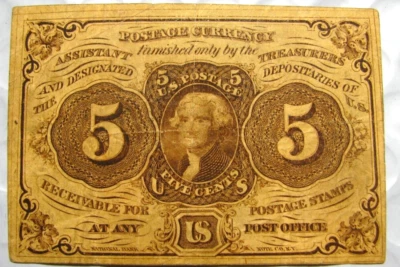 POSTAGE CURRENCY
furnished only by the
ASSISTANT TREASURERS
AND DESIGNATED DEPOSITARIES OF
THE U.S.
5 5
U.S. POSTAGE
5 5
FIVE CENTS
U S
RECEIVABLE FOR POSTAGE STAMPS
AT ANY US POST OFFICE